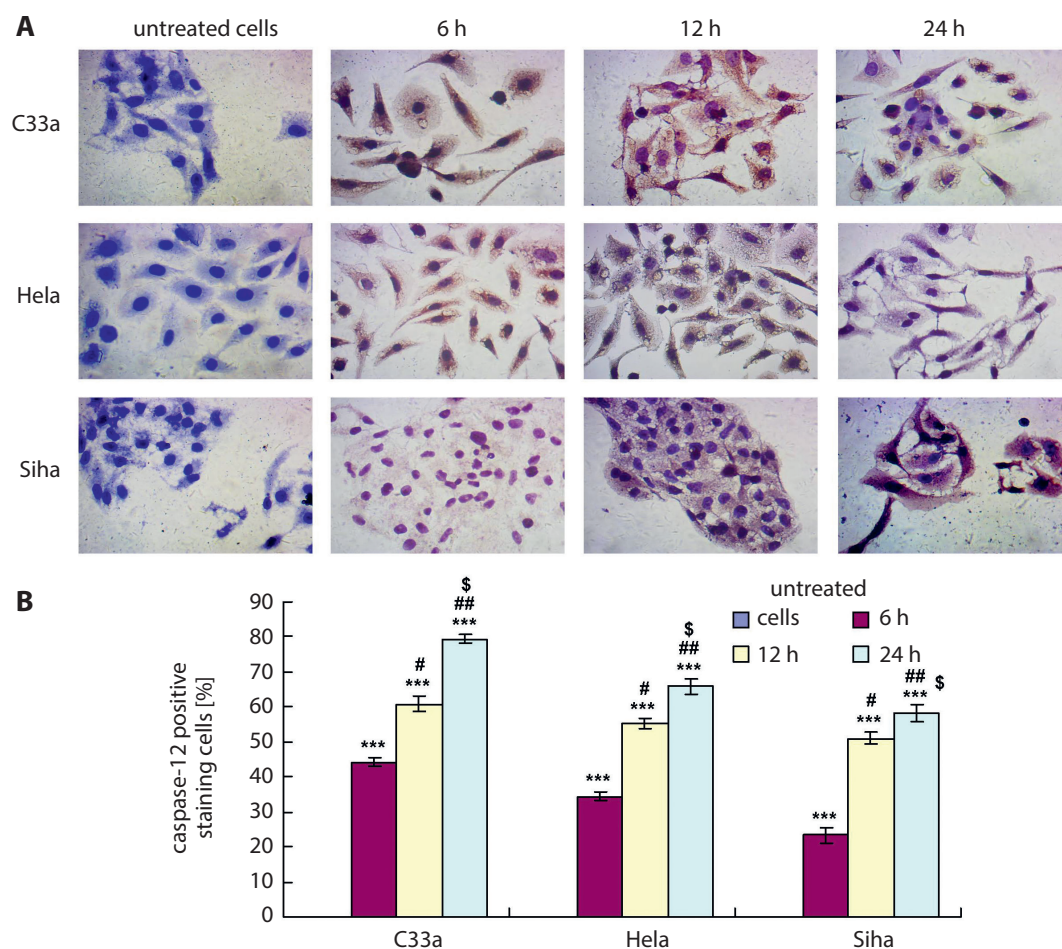 A
untreated cells 6 h 12 h 24 h
C33a
Hela
Siha
B
caspase-12 positive
staining cells [%]
90
80
70
60
50
40
30
20
10
0
untreated
cells 6 h
12 h 24 h
***
#
***
$
##
***
***
#
***
$
##
***
***
#
***
## $
***
C33a Hela Siha